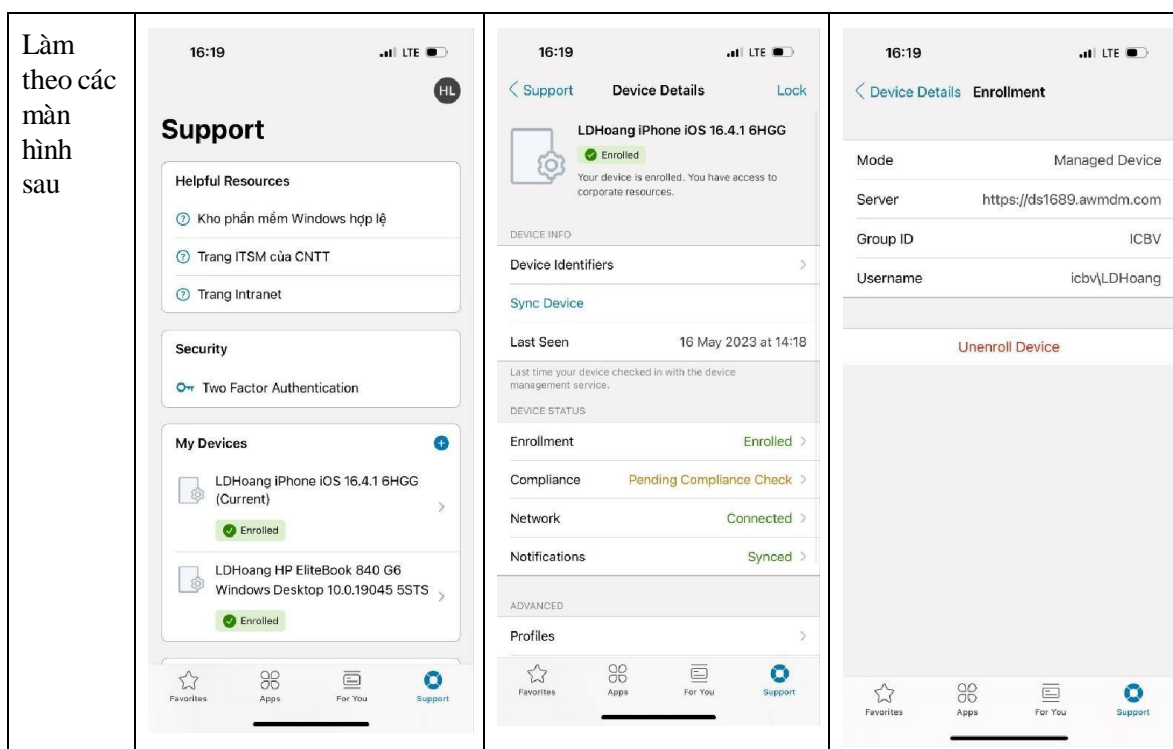 Làm
theo các
màn
hình
sau
16:19
LTE
HL
Support
Helpful Resources
Kho phần mềm Windows hợp lệ
Trang ITSM của CNTT
Trang Intranet
Security
Two Factor Authentication
My Devices
LDHoang iPhone iOS 16.4.1 6HGG
(Current)
Enrolled
LDHoang HP EliteBook 840 G6
Windows Desktop 10.0.19045 5STS
Enrolled
Favorites Apps For You Support
16:19
LTE
Support Device Details Lock
LDHoang iPhone iOS 16.4.1 6HGG
Enrolled
Your device is enrolled. You have access to
corporate resources.
DEVICE INFO
Device Identifiers
Sync Device
Last Seen 16 May 2023 at 14:18
Last time your device checked in with the device
management service.
DEVICE STATUS
Enrollment Enrolled
Compliance Pending Compliance Check
Network Connected
Notifications Synced
ADVANCED
Profiles
Favorites Apps For You Support
16:19
LTE
Device Details Enrollment
Mode Managed Device
Server https://ds1689.awmdm.com
Group ID ICBV
Username icbv\LDHoang
Unenroll Device
Favorites Apps For You Support